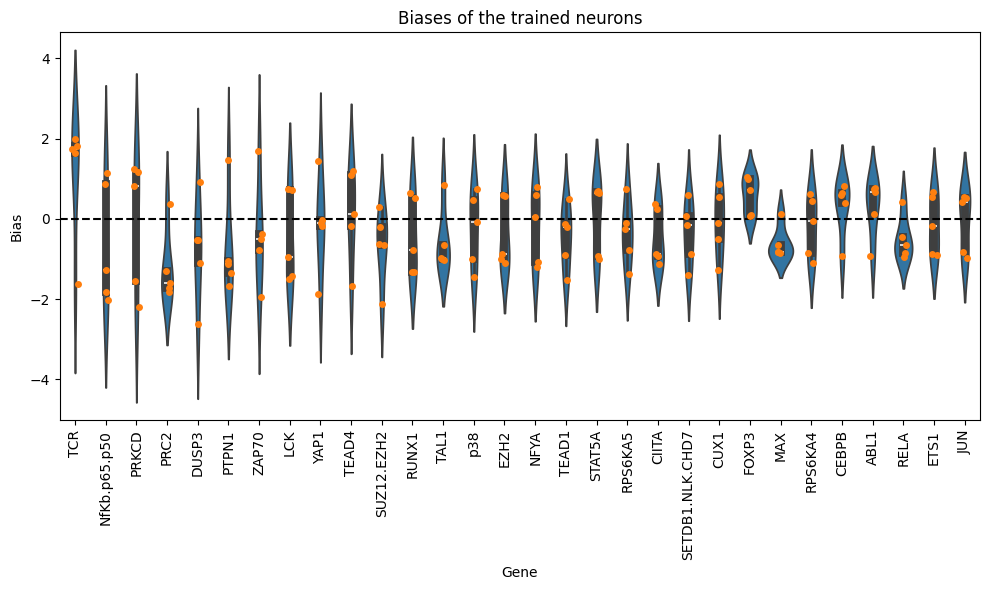 Biases of the trained neurons
Bias
4
2
0
−2
−4
TCR
NfKb.p65.p50
PRKCD
PRC2
DUSP3
PTPN1
ZAP70
LCK
YAP1
TEAD4
SUZ12.EZH2
RUNX1
TAL1
p38
EZH2
NFYA
TEAD1
STAT5A
RPS6KA5
CIITA
SETDB1.NLK.CHD7
CUX1
FOXP3
MAX
RPS6KA4
CEBPB
ABL1
RELA
ETS1
JUN
Gene